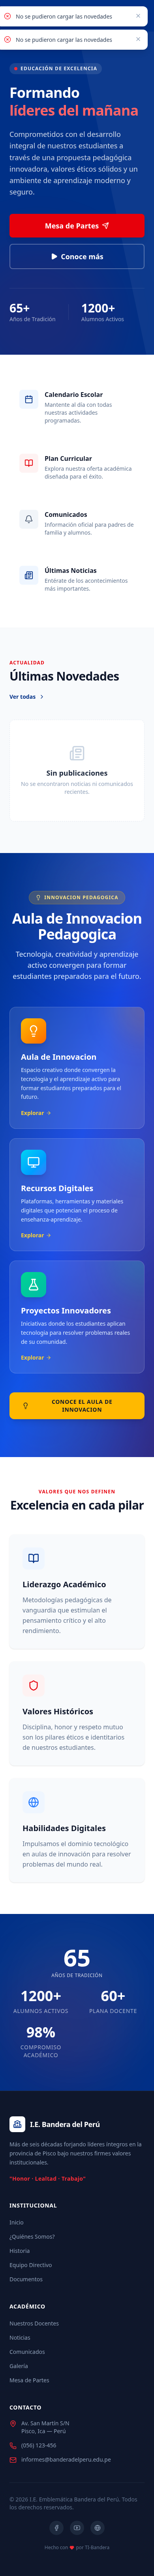 No se pudieron cargar las novedades
No se pudieron cargar las novedades
EDUCACIÓN DE EXCELENCIA
Formando
líderes del mañana
Comprometidos con el desarrollo
integral de nuestros estudiantes a
través de una propuesta pedagógica
innovadora, valores éticos sólidos y un
ambiente de aprendizaje moderno y
seguro.
Mesa de Partes
Conoce más
65+
Años de Tradición
1200+
Alumnos Activos
Calendario Escolar
Mantente al día con todas
nuestras actividades
programadas.
Plan Curricular
Explora nuestra oferta académica
diseñada para el éxito.
Comunicados
Información oficial para padres de
familia y alumnos.
Últimas Noticias
Entérate de los acontecimientos
más importantes.
ACTUALIDAD
Últimas Novedades
Ver todas
Sin publicaciones
No se encontraron noticias ni comunicados
recientes.
INNOVACION PEDAGOGICA
Aula de Innovacion
Pedagogica
Tecnologia, creatividad y aprendizaje
activo convergen para formar
estudiantes preparados para el futuro.
Aula de Innovacion
Espacio creativo donde convergen la
tecnologia y el aprendizaje activo para
formar estudiantes preparados para el
futuro.
Explorar
Recursos Digitales
Plataformas, herramientas y materiales
digitales que potencian el proceso de
ensenanza-aprendizaje.
Explorar
Proyectos Innovadores
Iniciativas donde los estudiantes aplican
tecnologia para resolver problemas reales
de su comunidad.
Explorar
CONOCE EL AULA DE
INNOVACION
VALORES QUE NOS DEFINEN
Excelencia en cada pilar
Liderazgo Académico
Metodologías pedagógicas de
vanguardia que estimulan el
pensamiento crítico y el alto
rendimiento.
Valores Históricos
Disciplina, honor y respeto mutuo
son los pilares éticos e identitarios
de nuestros estudiantes.
Habilidades Digitales
Impulsamos el dominio tecnológico
en aulas de innovación para resolver
problemas del mundo real.
65
AÑOS DE TRADICIÓN
1200+
ALUMNOS ACTIVOS
60+
PLANA DOCENTE
98%
COMPROMISO
ACADÉMICO
I.E. Bandera del Perú
Más de seis décadas forjando líderes íntegros en la
provincia de Pisco bajo nuestros firmes valores
institucionales.
"Honor · Lealtad · Trabajo"
INSTITUCIONAL
Inicio
¿Quiénes Somos?
Historia
Equipo Directivo
Documentos
ACADÉMICO
Nuestros Docentes
Noticias
Comunicados
Galería
Mesa de Partes
CONTACTO
Av. San Martín S/N
Pisco, Ica — Perú
(056) 123-456
informes@banderadelperu.edu.pe
© 2026 I.E. Emblemática Bandera del Perú. Todos
los derechos reservados.
Hecho con ❤ por TI Bandera